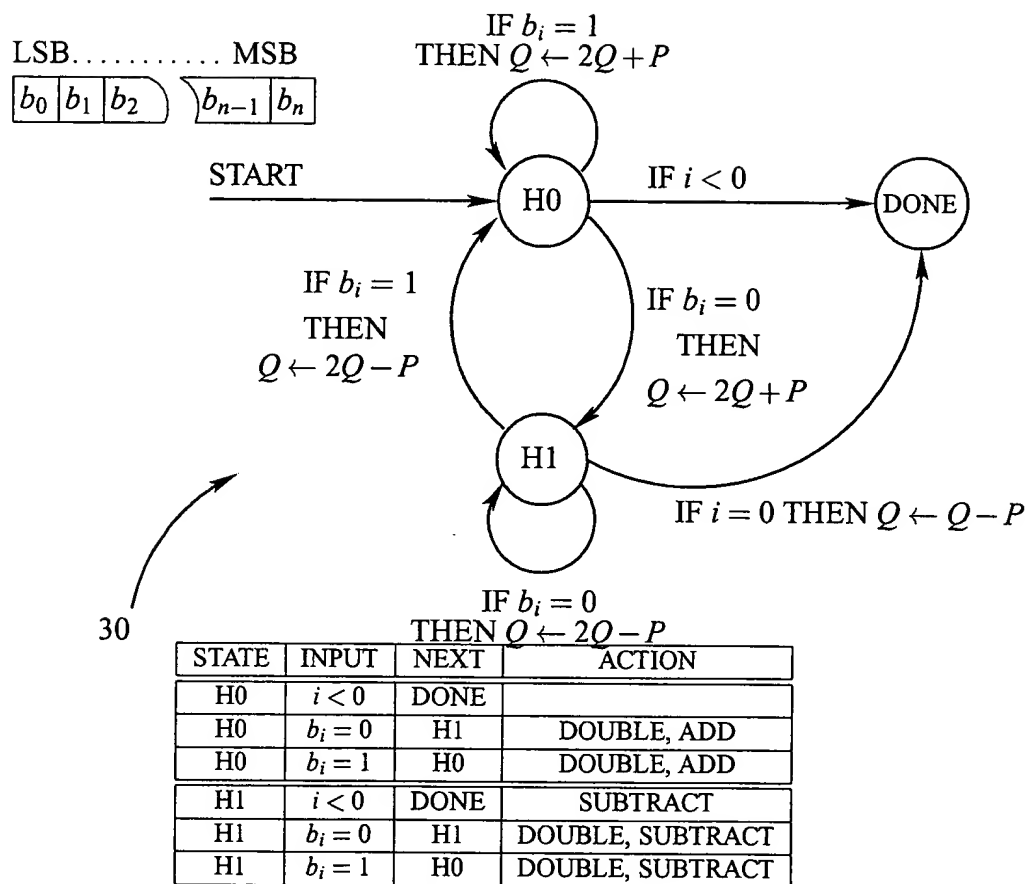 IF b_i = 1
THEN Q ← 2Q + P
LSB........... MSB
b_0 b_1 b_2 b_{n−1} b_n
START
IF i < 0
H0
DONE
IF b_i = 1
THEN
Q ← 2Q − P
IF b_i = 0
THEN
Q ← 2Q + P
H1
IF i = 0 THEN Q ← Q − P
30
IF b_i = 0
THEN Q ← 2Q − P
STATE INPUT NEXT ACTION
H0 i < 0 DONE
H0 b_i = 0 H1 DOUBLE, ADD
H0 b_i = 1 H0 DOUBLE, ADD
H1 i < 0 DONE SUBTRACT
H1 b_i = 0 H1 DOUBLE, SUBTRACT
H1 b_i = 1 H0 DOUBLE, SUBTRACT